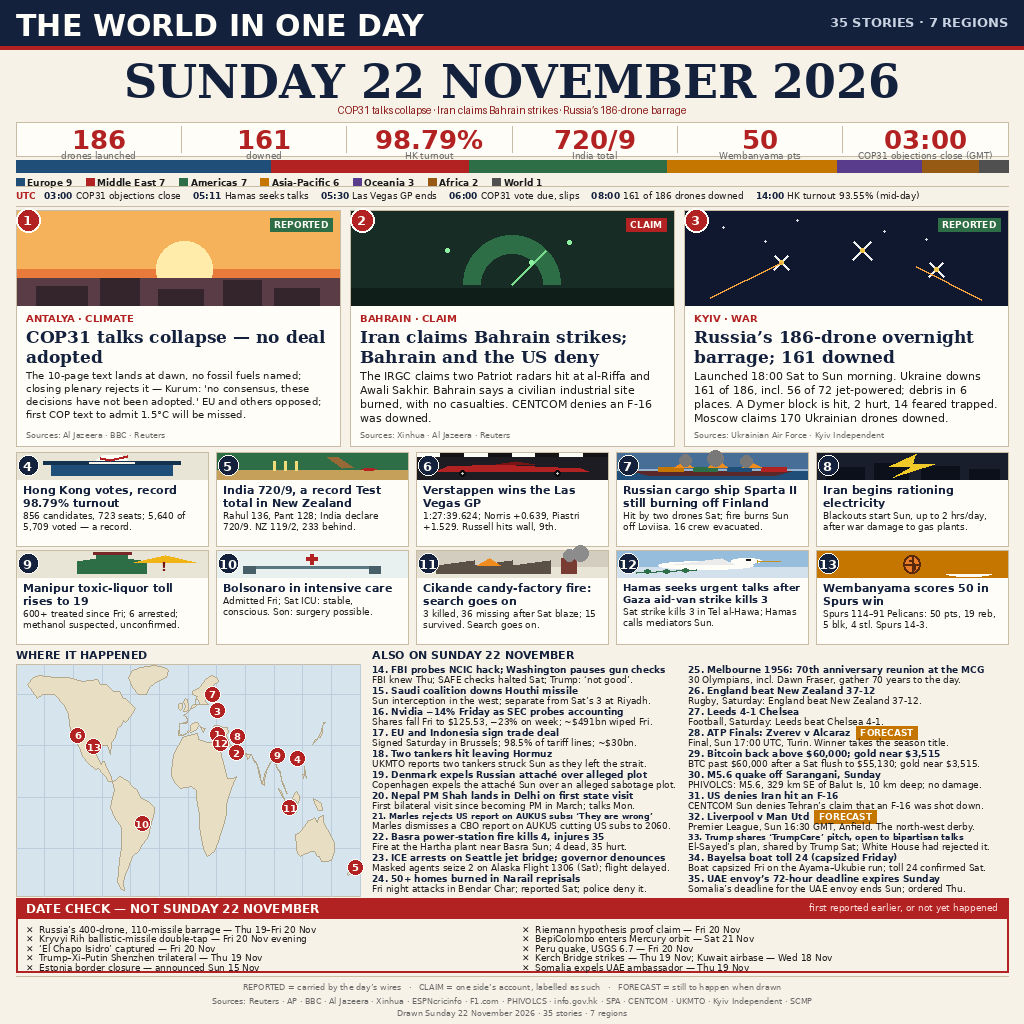 THE WORLD IN ONE DAY
35 STORIES · 7 REGIONS
SUNDAY 22 NOVEMBER 2026
COP31 talks collapse · Iran claims Bahrain strikes · Russia's 186-drone barrage
186
drones launched
161
downed
98.79%
HK turnout
720/9
India total
50
Wembanyama pts
03:00
COP31 objections close (GMT)
Europe 9 Middle East 7 Americas 7 Asia-Pacific 6 Oceania 3 Africa 2 World 1
UTC 03:00 COP31 objections close 05:11 Hamas seeks talks 05:30 Las Vegas GP ends 06:00 COP31 vote due, slips 08:00 161 of 186 drones downed 14:00 HK turnout 93.55% (mid-day)
1
REPORTED
ANTALYA · CLIMATE
COP31 talks collapse — no deal
adopted
The 10-page text lands at dawn, no fossil fuels named;
closing plenary rejects it — Kurum: 'no consensus, these
decisions have not been adopted.' EU and others opposed;
first COP text to admit 1.5°C will be missed.
Sources: Al Jazeera · BBC · Reuters
2
CLAIM
BAHRAIN · CLAIM
Iran claims Bahrain strikes;
Bahrain and the US deny
The IRGC claims two Patriot radars hit at al-Riffa and
Awali Sakhir. Bahrain says a civilian industrial site
burned, with no casualties. CENTCOM denies an F-16
was downed.
Sources: Xinhua · Al Jazeera · Reuters
3
REPORTED
KYIV · WAR
Russia's 186-drone overnight
barrage; 161 downed
Launched 18:00 Sat to Sun morning. Ukraine downs
161 of 186, incl. 56 of 72 jet-powered; debris in 6
places. A Dymer block is hit, 2 hurt, 14 feared trapped.
Moscow claims 170 Ukrainian drones downed.
Sources: Ukrainian Air Force · Kyiv Independent
4
Hong Kong votes, record
98.79% turnout
856 candidates, 723 seats; 5,640 of
5,709 voted — a record.
5
India 720/9, a record Test
total in New Zealand
Rahul 136, Pant 128; India declare
720/9. NZ 119/2, 233 behind.
6
Verstappen wins the Las
Vegas GP
1:27:39.624; Norris +0.639, Piastri
+1.529. Russell hits wall, 9th.
7
Russian cargo ship Sparta II
still burning off Finland
Hit by two drones Sat; fire burns Sun
off Loviisa. 16 crew evacuated.
8
Iran begins rationing
electricity
Blackouts start Sun, up to 2 hrs/day,
after war damage to gas plants.
9
Manipur toxic-liquor toll
rises to 19
600+ treated since Fri; 6 arrested;
methanol suspected, unconfirmed.
10
Bolsonaro in intensive care
Admitted Fri; Sat ICU: stable,
conscious. Son: surgery possible.
11
Cikande candy-factory fire:
search goes on
3 killed, 36 missing after Sat blaze; 15
survived. Search goes on.
12
Hamas seeks urgent talks after
Gaza aid-van strike kills 3
Sat strike kills 3 in Tel al-Hawa; Hamas
calls mediators Sun.
13
Wembanyama scores 50 in
Spurs win
Spurs 114–91 Pelicans: 50 pts, 19 reb,
5 blk, 4 stl. Spurs 14-3.
WHERE IT HAPPENED
7
3
1
12
8
2
6
13
9
4
11
10
5
ALSO ON SUNDAY 22 NOVEMBER
14. FBI probes NCIC hack; Washington pauses gun checks
FBI knew Thu; SAFE checks halted Sat; Trump: 'not good'.
15. Saudi coalition downs Houthi missile
Sun interception in the west; separate from Sat's 3 at Riyadh.
16. Nvidia −14% Friday as SEC probes accounting
Shares fall Fri to $125.53, −23% on week; ~$491bn wiped Fri.
17. EU and Indonesia sign trade deal
Signed Saturday in Brussels; 98.5% of tariff lines; ~$30bn.
18. Two tankers hit leaving Hormuz
UKMTO reports two tankers struck Sun as they left the strait.
19. Denmark expels Russian attaché over alleged plot
Copenhagen expels the attaché Sun over an alleged sabotage plot.
20. Nepal PM Shah lands in Delhi on first state visit
First bilateral visit since becoming PM in March; talks Mon.
21. Marles rejects US report on AUKUS subs: 'They are wrong'
Marles dismisses a CBO report on AUKUS cutting US subs to 2060.
22. Basra power-station fire kills 4, injures 35
Fire at the Hartha plant near Basra Sun; 4 dead, 35 hurt.
23. ICE arrests on Seattle jet bridge; governor denounces
Masked agents seize 2 on Alaska Flight 1306 (Sat); flight delayed.
24. 50+ homes burned in Narail reprisals
Fri night attacks in Bendar Char; reported Sat; police deny it.
25. Melbourne 1956: 70th anniversary reunion at the MCG
30 Olympians, incl. Dawn Fraser, gather 70 years to the day.
26. England beat New Zealand 37-12
Rugby, Saturday: England beat New Zealand 37-12.
27. Leeds 4-1 Chelsea
Football, Saturday: Leeds beat Chelsea 4-1.
28. ATP Finals: Zverev v Alcaraz FORECAST
Final, Sun 17:00 UTC, Turin. Winner takes the season title.
29. Bitcoin back above $60,000; gold near $3,515
BTC past $60,000 after a Sat flush to $55,130; gold near $3,515.
30. M5.6 quake off Sarangani, Sunday
PHIVOLCS: M5.6, 329 km SE of Balut Is, 10 km deep; no damage.
31. US denies Iran hit an F-16
CENTCOM Sun denies Tehran's claim that an F-16 was shot down.
32. Liverpool v Man Utd FORECAST
Premier League, Sun 16:30 GMT, Anfield. The north-west derby.
33. Trump shelves 'TrumpCare' pitch, open to bipartisan talks
El-Sayed's plan, shared by Trump Sat; White House had rejected it.
34. Bayelsa boat toll 24 (capsized Friday)
Boat capsized Fri on the Ayama–Ukubie run; toll 24 confirmed Sat.
35. UAE envoy's 72-hour deadline expires Sunday
Somalia's deadline for the UAE envoy ends Sun; ordered Thu.
DATE CHECK — NOT SUNDAY 22 NOVEMBER
first reported earlier, or not yet happened
× Russia's 400-drone, 110-missile barrage — Thu 19–Fri 20 Nov
× Kryvyi Rih ballistic-missile double-tap — Fri 20 Nov evening
× 'El Chapo Isidro' captured — Fri 20 Nov
× Trump–Xi–Putin Shenzhen trilateral — Thu 19 Nov
× Estonia border closure — announced Sun 15 Nov
× Riemann hypothesis proof claim — Fri 20 Nov
× BepiColombo enters Mercury orbit — Sat 21 Nov
× Peru quake, USGS 6.7 — Fri 20 Nov
× Kerch Bridge strikes — Thu 19 Nov; Kuwait airbase — Wed 18 Nov
× Somalia expels UAE ambassador — Thu 19 Nov
REPORTED = carried by the day's wires · CLAIM = one side's account, labelled as such · FORECAST = still to happen when drawn
Sources: Reuters · AP · BBC · Al Jazeera · Xinhua · ESPNcricinfo · F1.com · PHIVOLCS · info.gov.hk · SPA · CENTCOM · UKMTO · Kyiv Independent · SCMP
Drawn Sunday 22 November 2026 · 35 stories · 7 regions